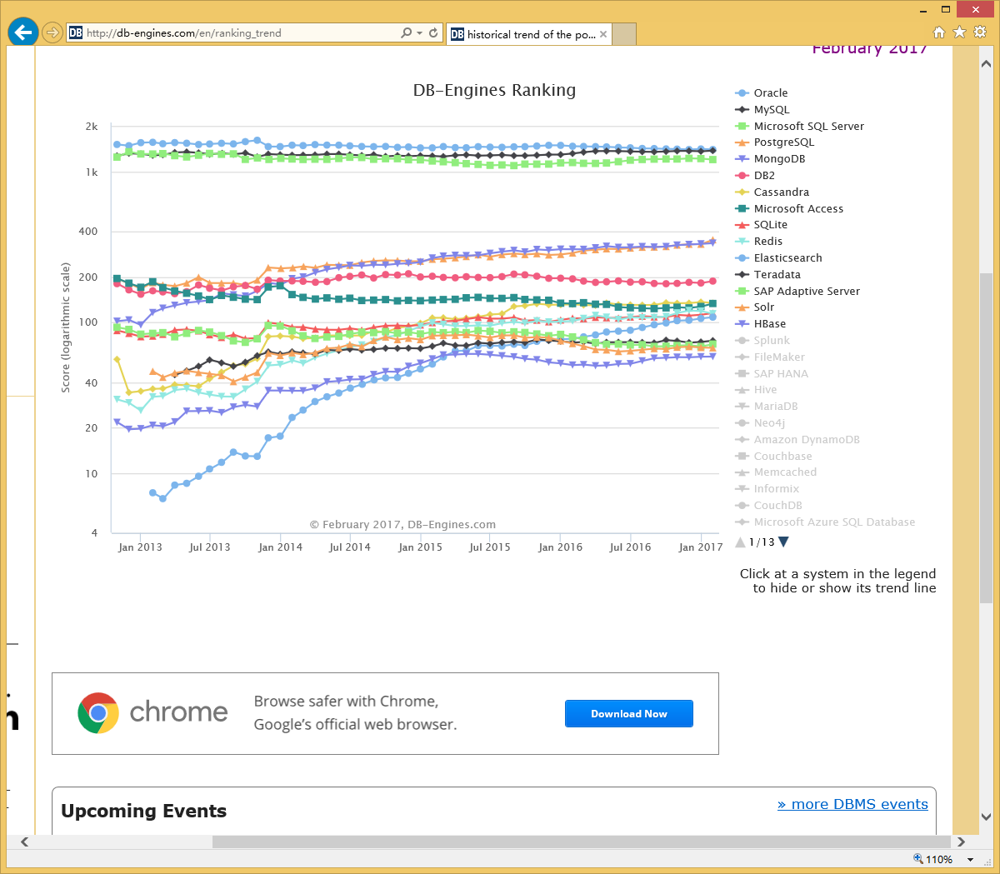 DB http://db-engines.com/en/ranking_trend
DB historical trend of the po...
February 2017
DB-Engines Ranking
Score (logarithmic scale)
2k
1k
400
200
100
40
20
10
4
Jan 2013 Jul 2013 Jan 2014 Jul 2014 Jan 2015 Jul 2015 Jan 2016 Jul 2016 Jan 2017
© February 2017, DB-Engines.com
Oracle
MySQL
Microsoft SQL Server
PostgreSQL
MongoDB
DB2
Cassandra
Microsoft Access
SQLite
Redis
Elasticsearch
Teradata
SAP Adaptive Server
Solr
HBase
Splunk
FileMaker
SAP HANA
Hive
MariaDB
Neo4j
Amazon DynamoDB
Couchbase
Memcached
Informix
CouchDB
Microsoft Azure SQL Database
1/13
Click at a system in the legend
to hide or show its trend line
chrome
Browse safer with Chrome,
Google's official web browser.
Download Now
Upcoming Events
» more DBMS events
110%